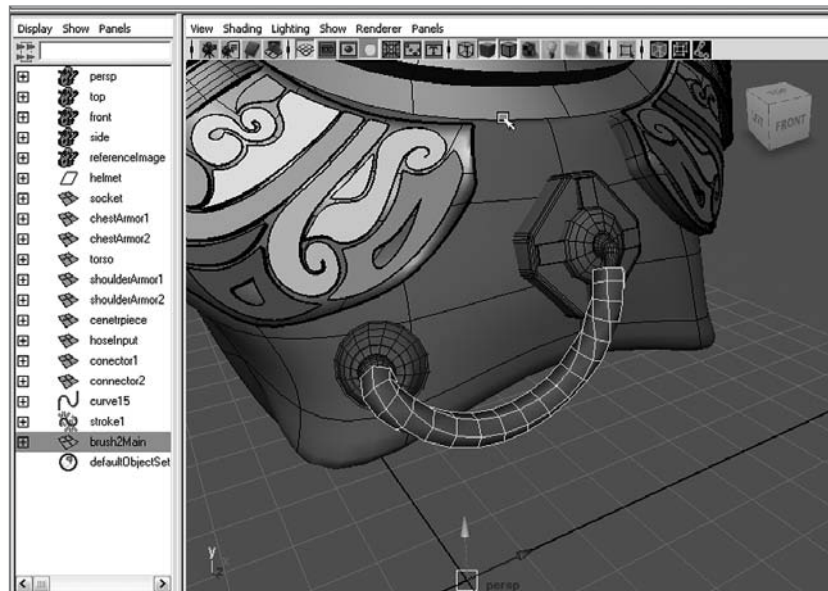 Display Show Panels
View Shading Lighting Show Renderer Panels
persp
top
front
side
referenceImage
helmet
socket
chestArmor1
chestArmor2
torso
shoulderArmor1
shoulderArmor2
cenetrpiece
hoseInput
conector1
connector2
curve15
stroke1
brush2Main
defaultObjectSet
FRONT
y
z
persp